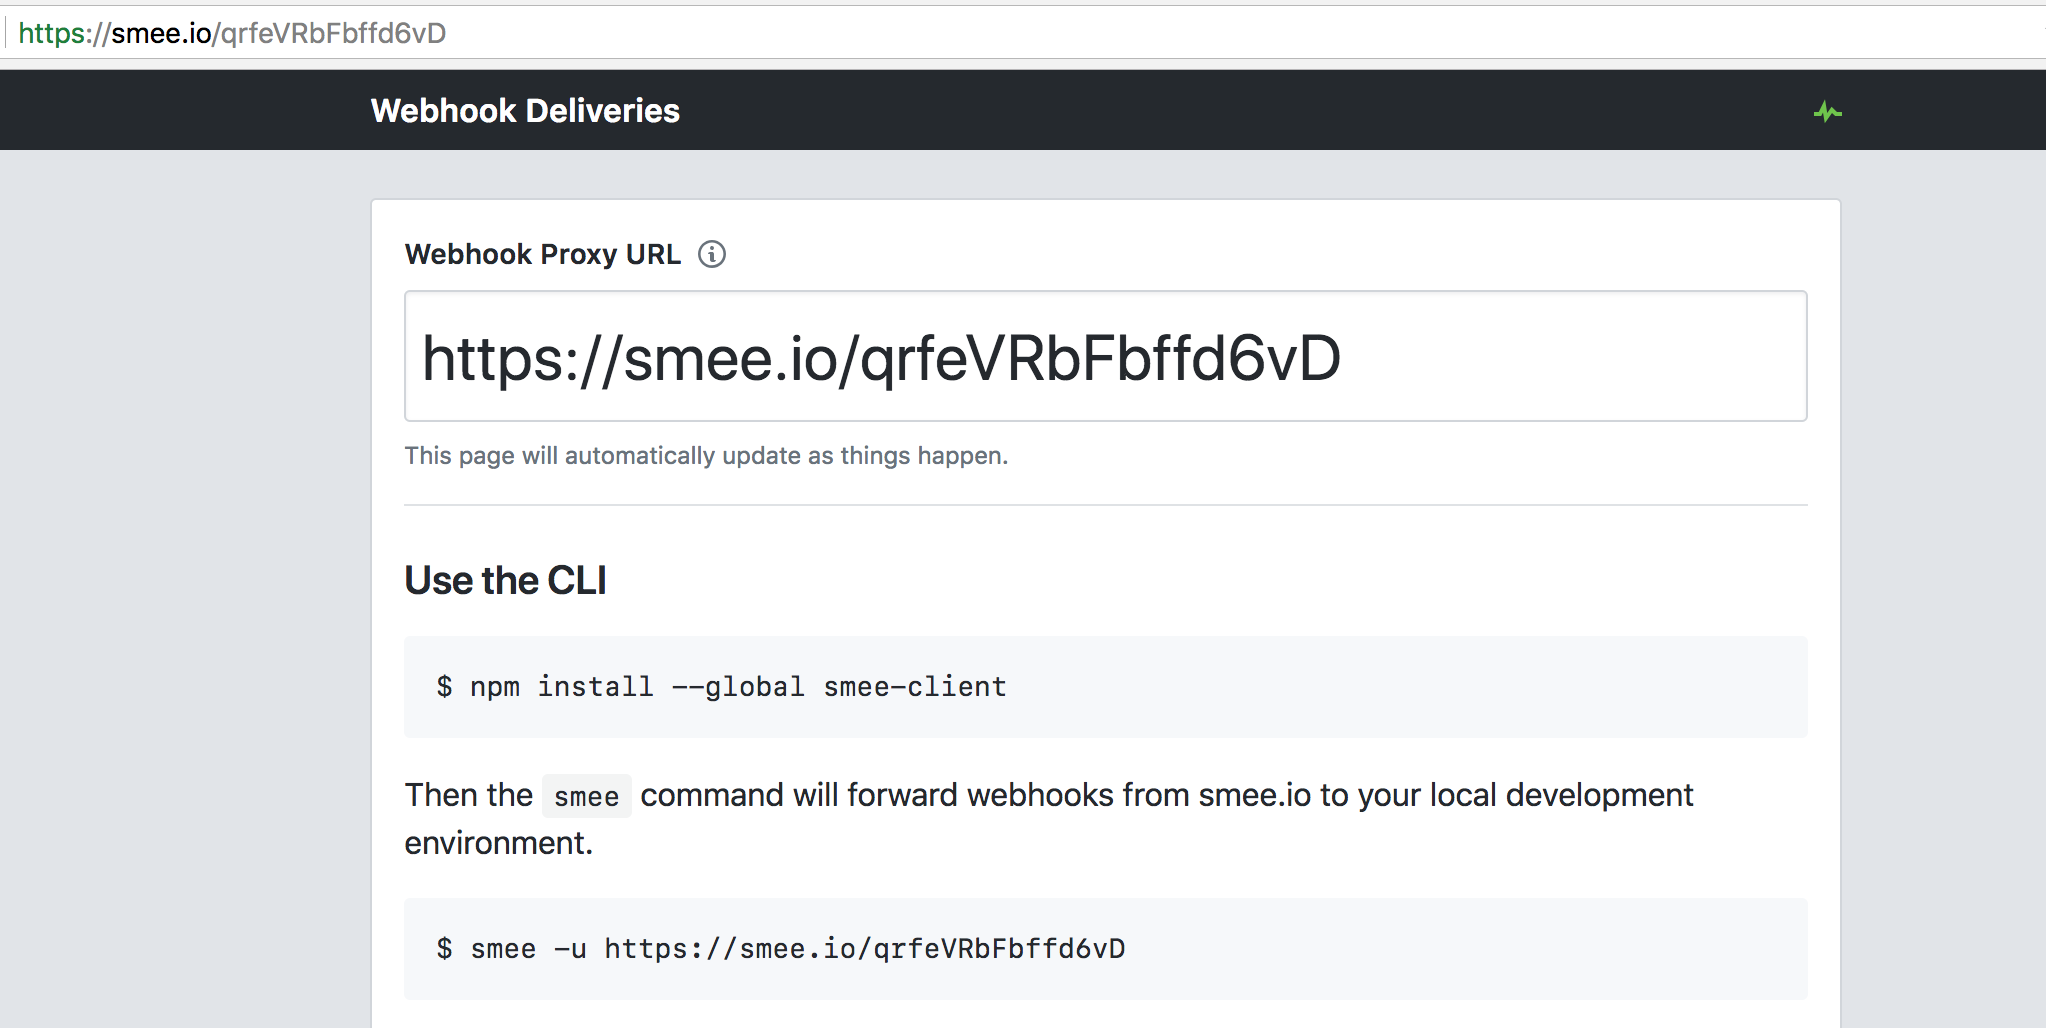 https://smee.io/qrfeVRbFbffd6vD
Webhook Deliveries
Webhook Proxy URL
https://smee.io/qrfeVRbFbffd6vD
This page will automatically update as things happen.
Use the CLI
$ npm install --global smee-client
Then the smee command will forward webhooks from smee.io to your local development
environment.
$ smee -u https://smee.io/qrfeVRbFbffd6vD